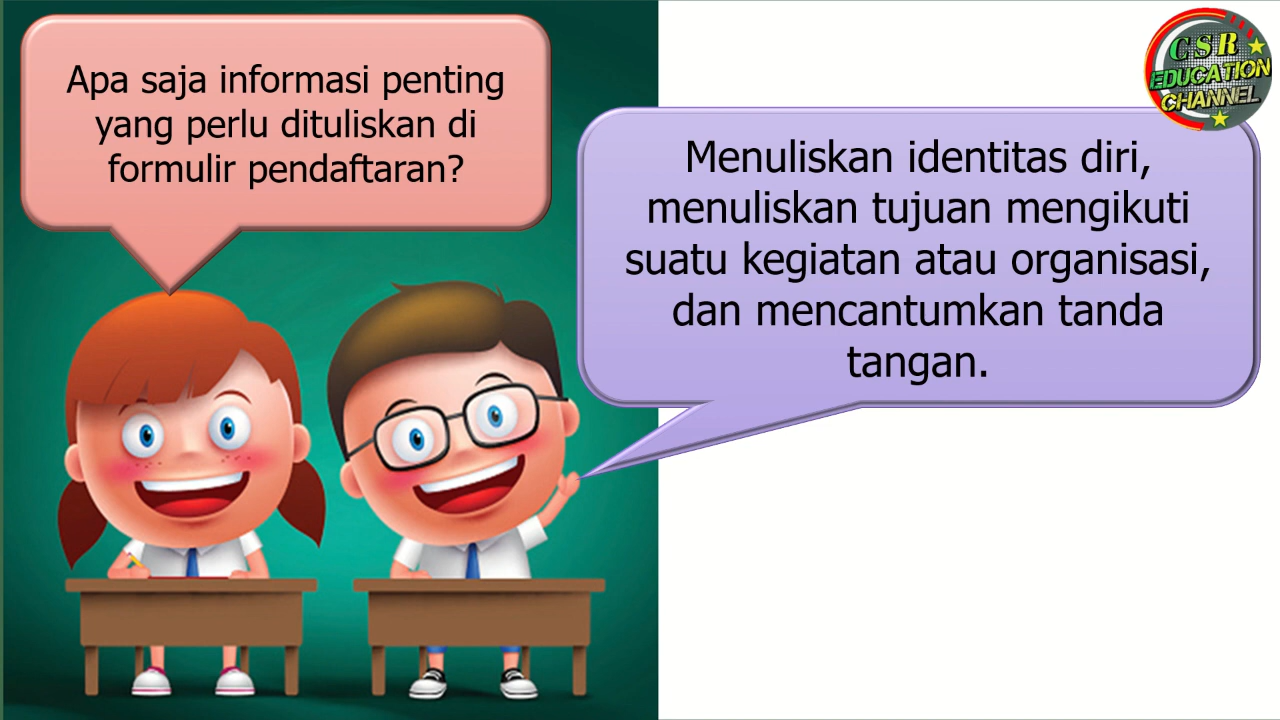 Apa saja informasi penting
yang perlu dituliskan di
formulir pendaftaran?
CSR
EDUCATION
CHANNEL
Menuliskan identitas diri,
menuliskan tujuan mengikuti
suatu kegiatan atau organisasi,
dan mencantumkan tanda
tangan.